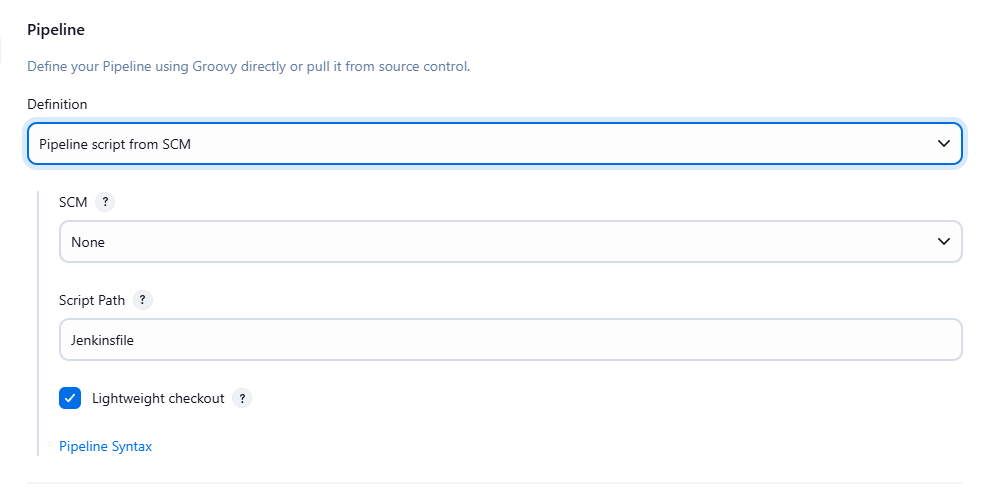 Pipeline
Define your Pipeline using Groovy directly or pull it from source control.
Definition
Pipeline script from SCM
SCM ?
None
Script Path ?
Jenkinsfile
Lightweight checkout ?
Pipeline Syntax